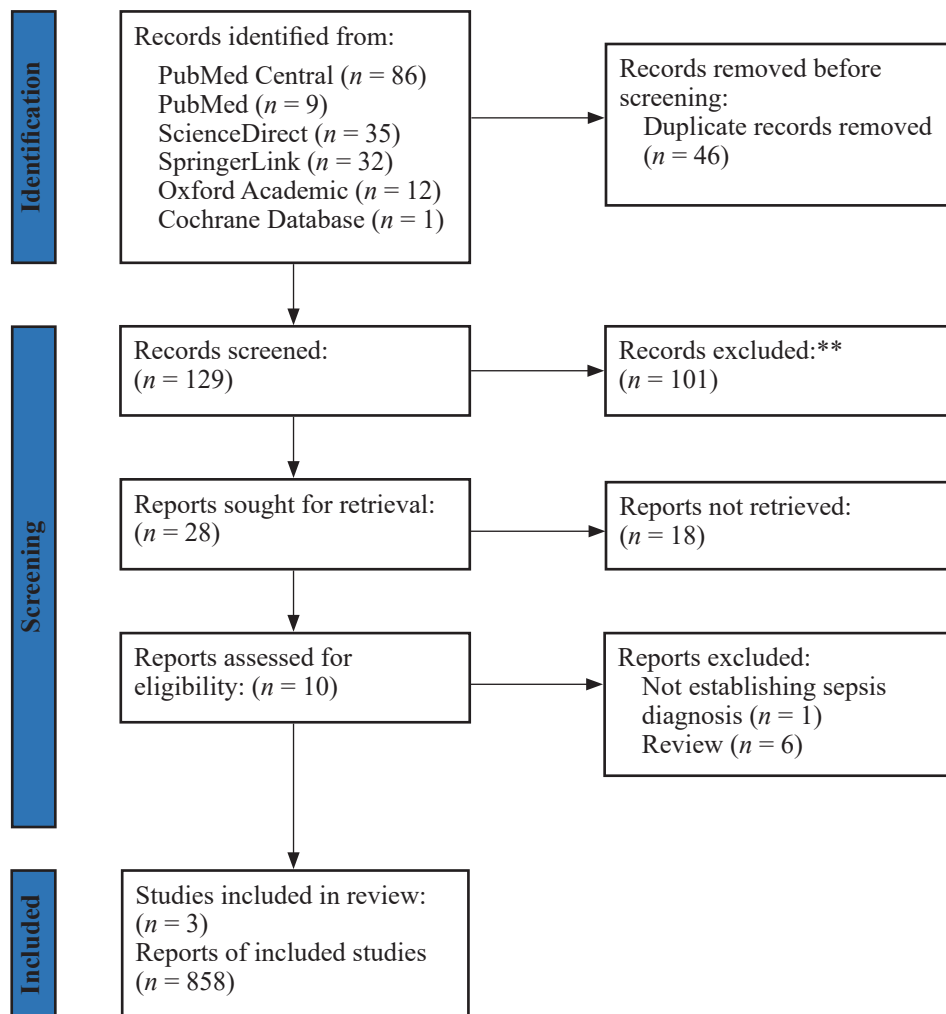 Identification
Records identified from:
PubMed Central (n = 86)
PubMed (n = 9)
ScienceDirect (n = 35)
SpringerLink (n = 32)
Oxford Academic (n = 12)
Cochrane Database (n = 1)
Records removed before
screening:
Duplicate records removed
(n = 46)
Screening
Records screened:
(n = 129)
Records excluded:**
(n = 101)
Reports sought for retrieval:
(n = 28)
Reports not retrieved:
(n = 18)
Reports assessed for
eligibility: (n = 10)
Reports excluded:
Not establishing sepsis
diagnosis (n = 1)
Review (n = 6)
Included
Studies included in review:
(n = 3)
Reports of included studies
(n = 858)